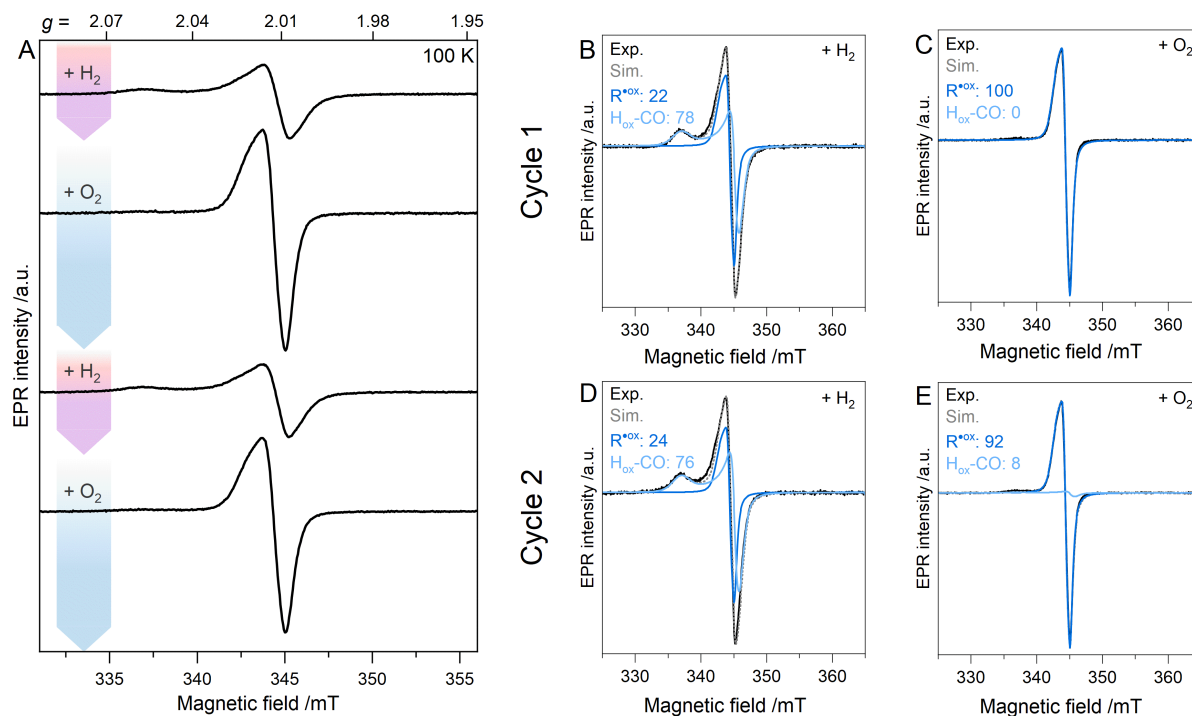 g = 2.07 2.04 2.01 1.98 1.95
A
100 K
+ H₂
+ O₂
+ H₂
+ O₂
EPR intensity /a.u.
335 340 345 350 355
Magnetic field /mT
Cycle 1
B
Exp.
Sim.
R•ox: 22
Hox-CO: 78
+ H₂
EPR intensity /a.u.
330 340 350 360
Magnetic field /mT
C
Exp.
Sim.
R•ox: 100
Hox-CO: 0
+ O₂
EPR intensity /a.u.
330 340 350 360
Magnetic field /mT
Cycle 2
D
Exp.
Sim.
R•ox: 24
Hox-CO: 76
+ H₂
EPR intensity /a.u.
330 340 350 360
Magnetic field /mT
E
Exp.
Sim.
R•ox: 92
Hox-CO: 8
+ O₂
EPR intensity /a.u.
330 340 350 360
Magnetic field /mT